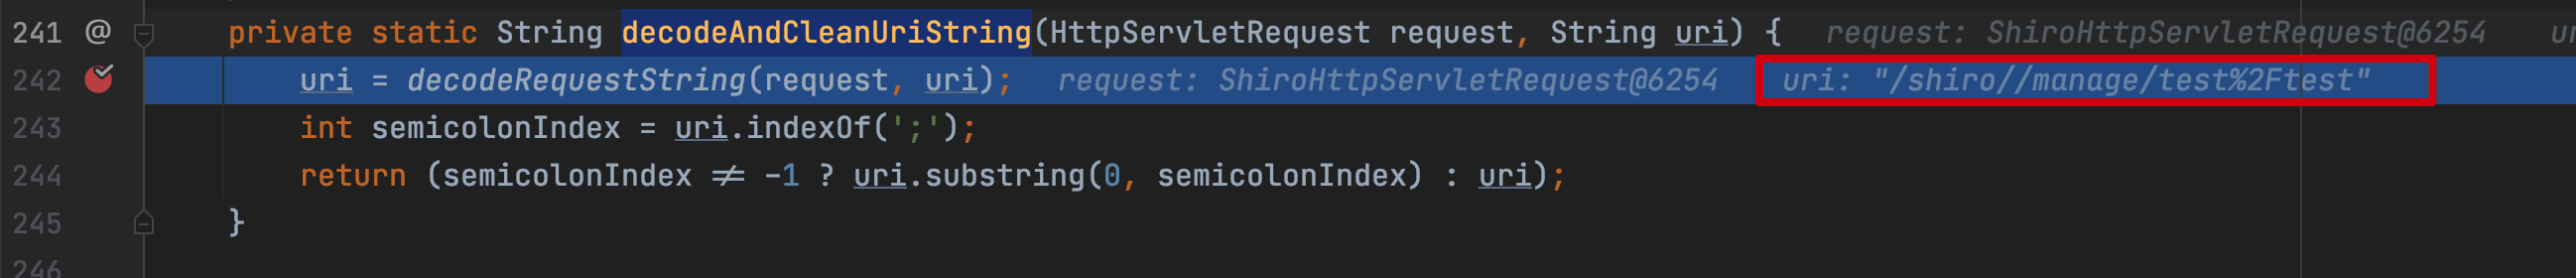 241 @ private static String decodeAndCleanUriString(HttpServletRequest request, String uri) { request: ShiroHttpServletRequest@6254 ur
242 uri = decodeRequestString(request, uri); request: ShiroHttpServletRequest@6254 uri: "/shiro//manage/test%2Ftest"
243 int semicolonIndex = uri.indexOf(';');
244 return (semicolonIndex ≠ -1 ? uri.substring(0, semicolonIndex) : uri);
245 }
246